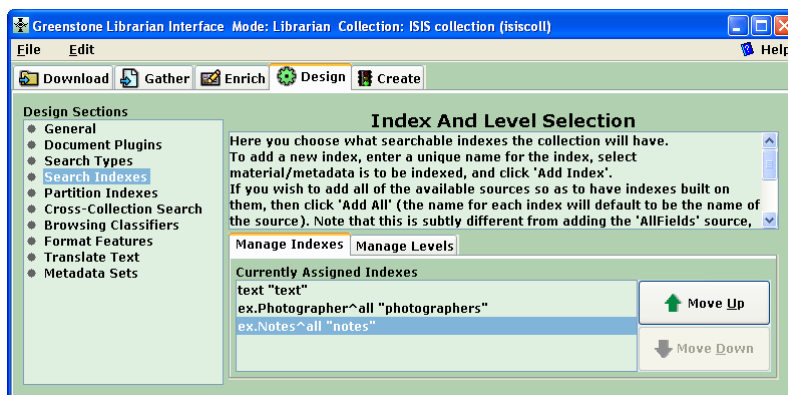 Greenstone Librarian Interface Mode: Librarian Collection: ISIS collection (isiscoll)
File Edit Help
Download Gather Enrich Design Create
Design Sections
General
Document Plugins
Search Types
Search Indexes
Partition Indexes
Cross-Collection Search
Browsing Classifiers
Format Features
Translate Text
Metadata Sets
Index And Level Selection
Here you choose what searchable indexes the collection will have.
To add a new index, enter a unique name for the index, select
material/metadata is to be indexed, and click 'Add Index'.
If you wish to add all of the available sources so as to have indexes built on
them, then click 'Add All' (the name for each index will default to be the name of
the source). Note that this is subtly different from adding the 'AllFields' source,
Manage Indexes Manage Levels
Currently Assigned Indexes
text "text"
ex.Photographer^all "photographers"
ex.Notes^all "notes"
Move Up
Move Down